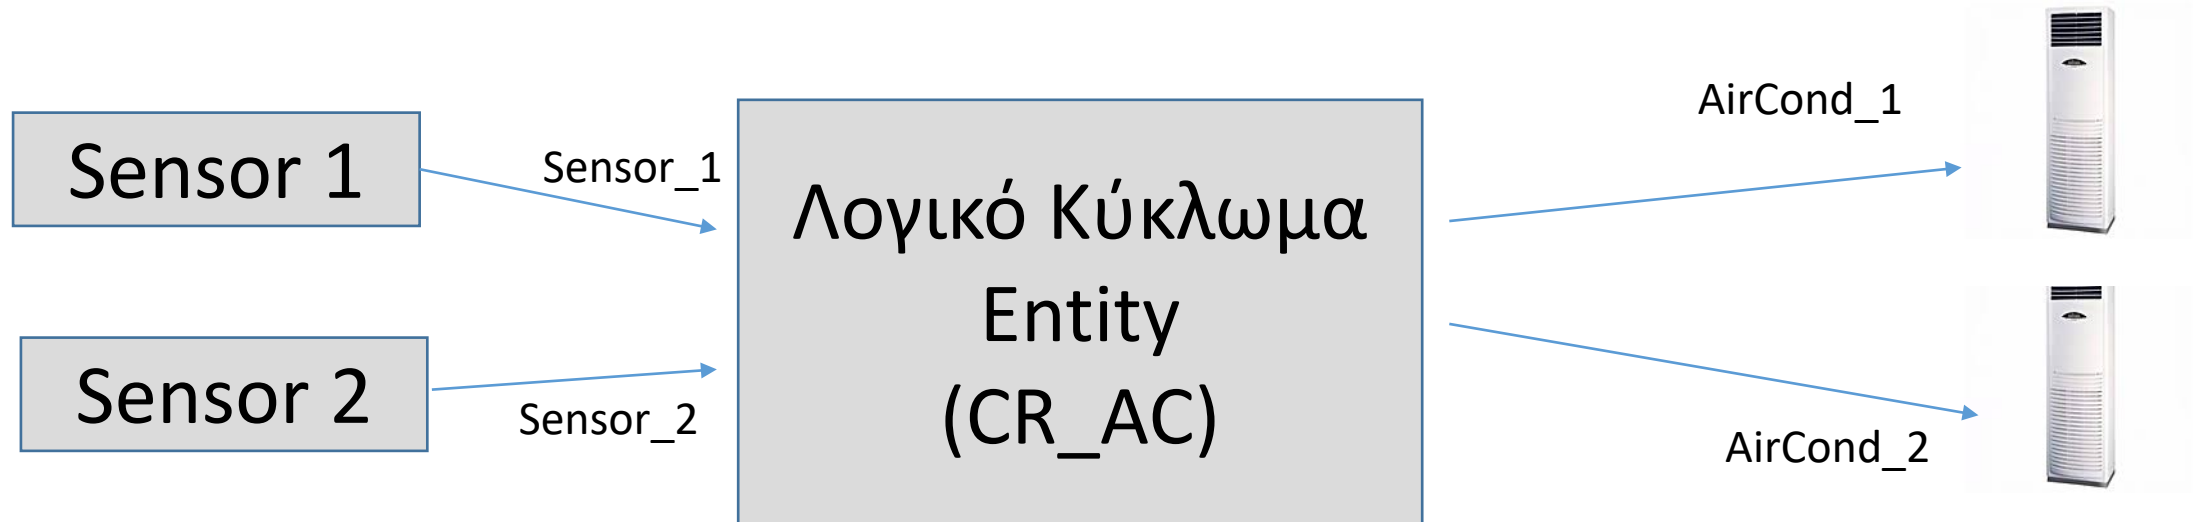 AirCond_1
Sensor 1
Sensor_1
Λογικό Κύκλωμα
Entity
(CR_AC)
Sensor 2
Sensor_2
AirCond_2